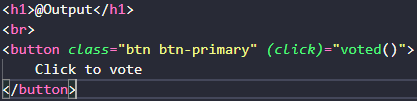 <h1>@Output</h1>
<br>
<button class="btn btn-primary" (click)="voted()">
    Click to vote
</button>